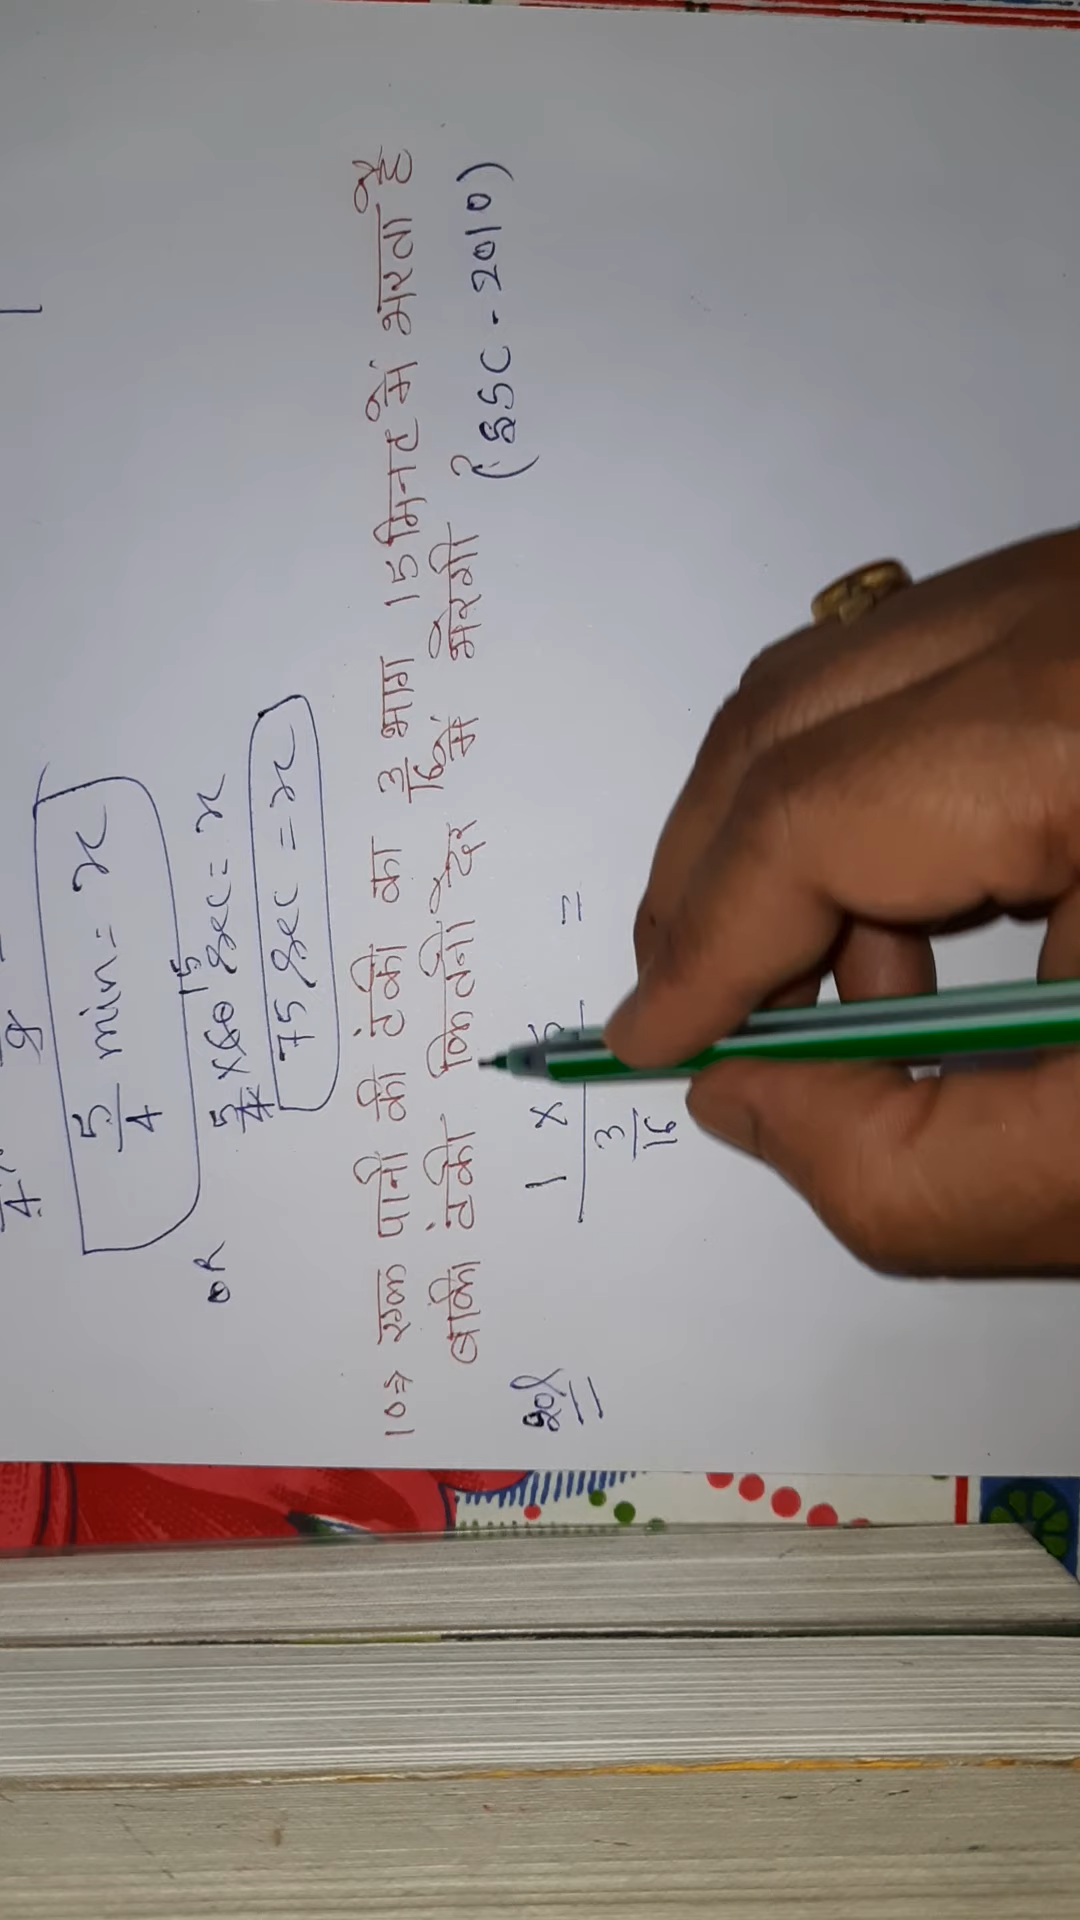 5/4 min = x
OR 5/4 × 60 15 sec = x
75 sec = x
10⇒ एक पानी की टंकी का 3/16 भाग 15 मिनट में भरता है
बाकि टंकी कितनी देर में भरेगी ?
(SSC - 2010)
Sol 1 × =
3/16